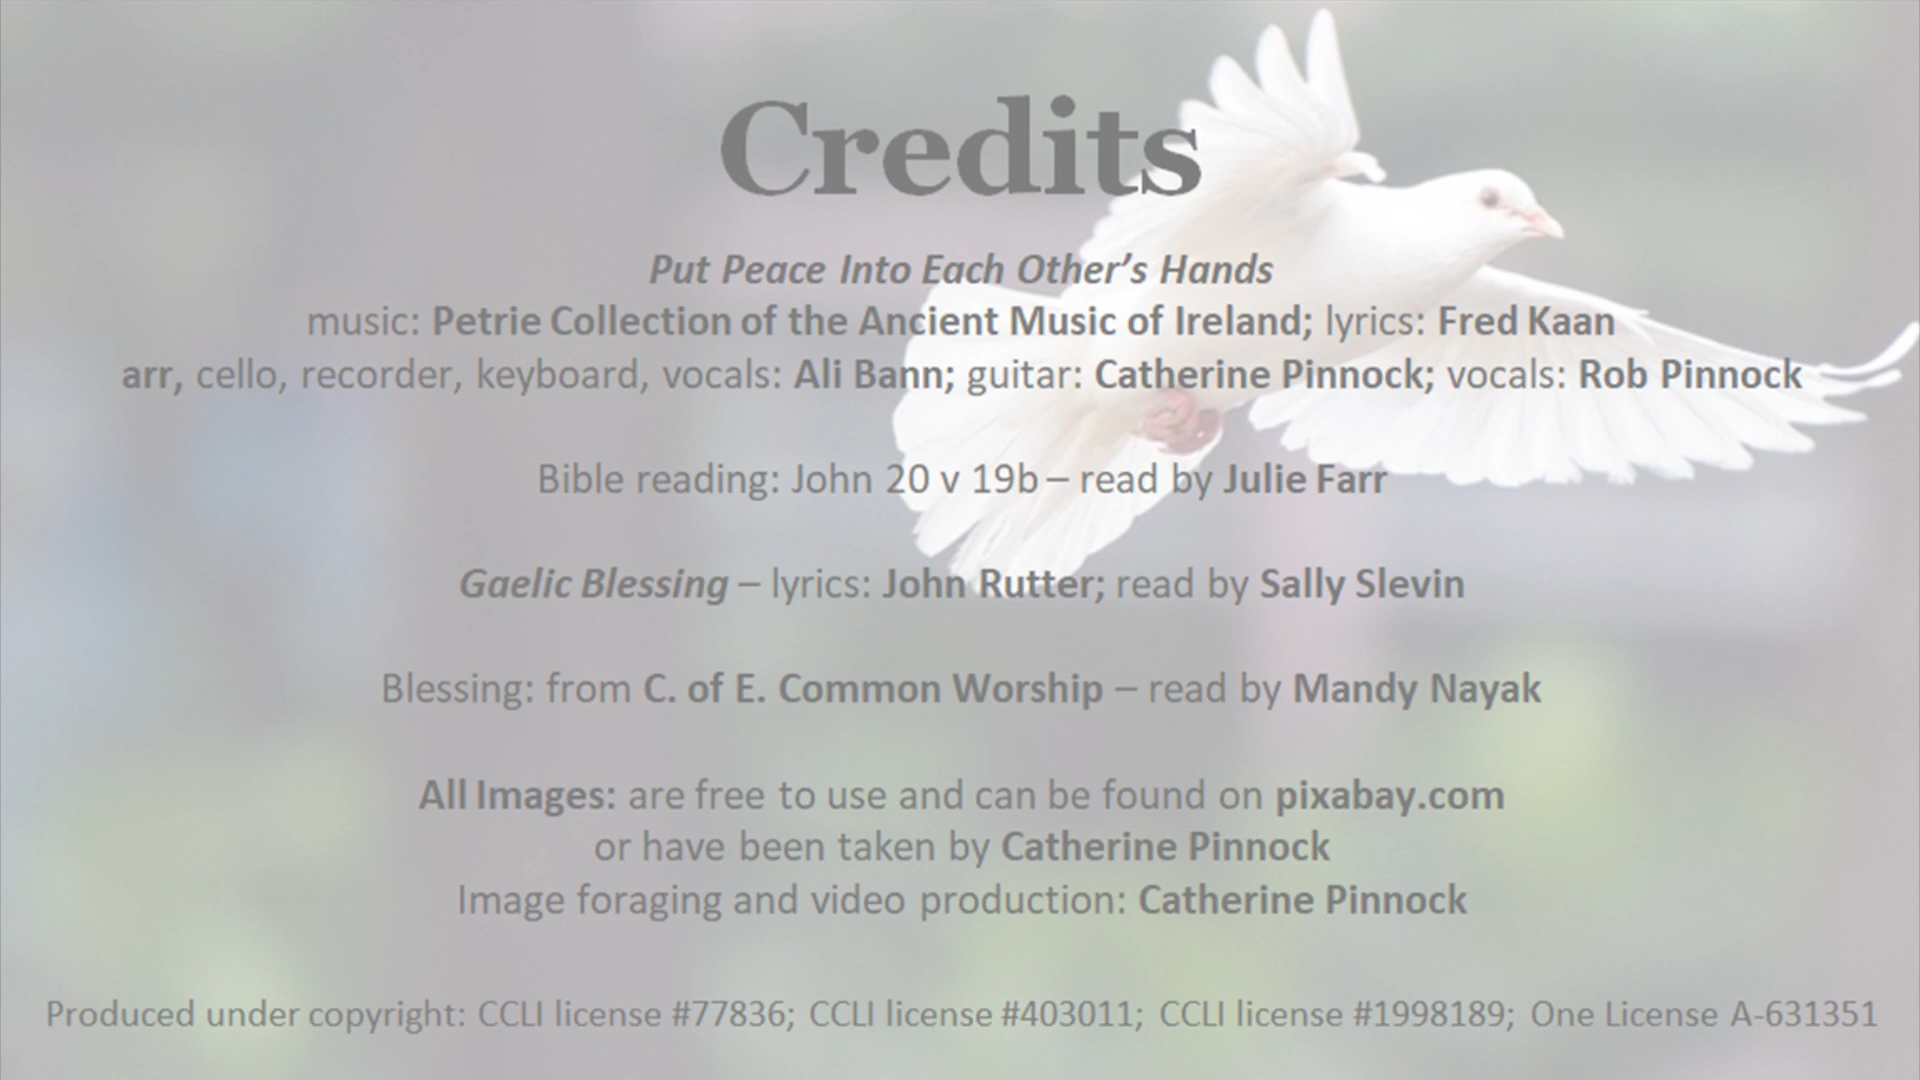 Credits
Put Peace Into Each Other’s Hands
music: Petrie Collection of the Ancient Music of Ireland; lyrics: Fred Kaan
arr, cello, recorder, keyboard, vocals: Ali Bann; guitar: Catherine Pinnock; vocals: Rob Pinnock
Bible reading: John 20 v 19b – read by Julie Farr
Gaelic Blessing – lyrics: John Rutter; read by Sally Slevin
Blessing: from C. of E. Common Worship – read by Mandy Nayak
All Images: are free to use and can be found on pixabay.com
or have been taken by Catherine Pinnock
Image foraging and video production: Catherine Pinnock
Produced under copyright: CCLI license #77836; CCLI license #403011; CCLI license #1998189; One License A-631351